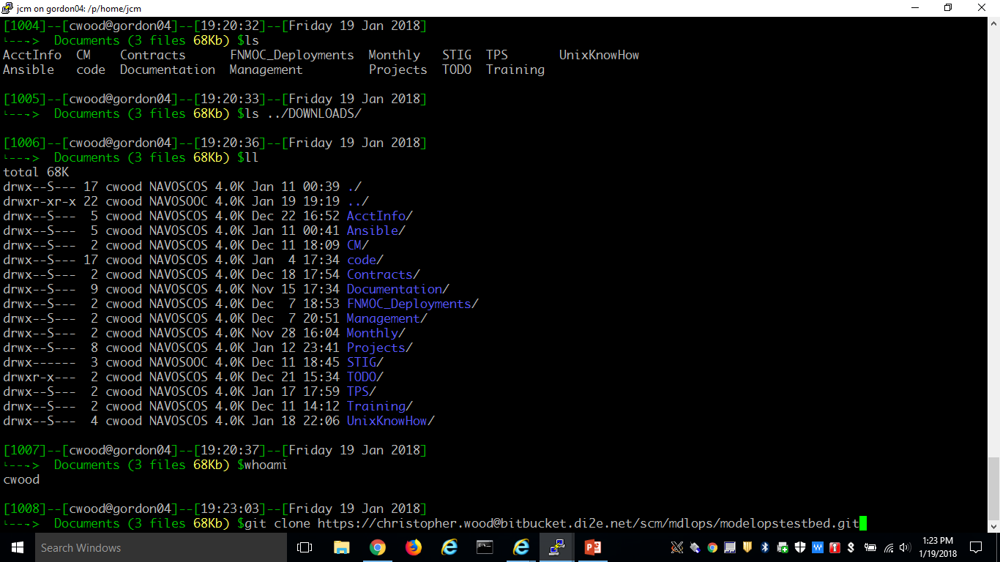 jcm on gordon04: /p/home/jcm
[1004]--[cwood@gordon04]--[19:20:32]--[Friday 19 Jan 2018]
└---> Documents (3 files 68Kb) $ls
AcctInfo CM Contracts FNMOC_Deployments Monthly STIG TPS UnixKnowHow
Ansible code Documentation Management Projects TODO Training
[1005]--[cwood@gordon04]--[19:20:33]--[Friday 19 Jan 2018]
└---> Documents (3 files 68Kb) $ls ../DOWNLOADS/
[1006]--[cwood@gordon04]--[19:20:36]--[Friday 19 Jan 2018]
└---> Documents (3 files 68Kb) $ll
total 68K
drwx--S--- 17 cwood NAVOSCOS 4.0K Jan 11 00:39 ./
drwxr-xr-x 22 cwood NAVOSOOC 4.0K Jan 19 19:19 ../
drwx--S--- 5 cwood NAVOSCOS 4.0K Dec 22 16:52 AcctInfo/
drwx--S--- 5 cwood NAVOSCOS 4.0K Jan 11 00:41 Ansible/
drwx--S--- 2 cwood NAVOSCOS 4.0K Dec 11 18:09 CM/
drwx--S--- 17 cwood NAVOSCOS 4.0K Jan 4 17:34 code/
drwx--S--- 2 cwood NAVOSCOS 4.0K Dec 18 17:54 Contracts/
drwx--S--- 9 cwood NAVOSCOS 4.0K Nov 15 17:34 Documentation/
drwx--S--- 2 cwood NAVOSCOS 4.0K Dec 7 18:53 FNMOC_Deployments/
drwx--S--- 2 cwood NAVOSCOS 4.0K Dec 7 20:51 Management/
drwx--S--- 2 cwood NAVOSCOS 4.0K Nov 28 16:04 Monthly/
drwx--S--- 8 cwood NAVOSCOS 4.0K Jan 12 23:41 Projects/
drwx------ 3 cwood NAVOSOOC 4.0K Dec 11 18:45 STIG/
drwxr-x--- 2 cwood NAVOSCOS 4.0K Dec 21 15:34 TODO/
drwx--S--- 2 cwood NAVOSCOS 4.0K Jan 17 17:59 TPS/
drwx--S--- 2 cwood NAVOSCOS 4.0K Dec 11 14:12 Training/
drwx--S--- 4 cwood NAVOSCOS 4.0K Jan 18 22:06 UnixKnowHow/
[1007]--[cwood@gordon04]--[19:20:37]--[Friday 19 Jan 2018]
└---> Documents (3 files 68Kb) $whoami
cwood
[1008]--[cwood@gordon04]--[19:23:03]--[Friday 19 Jan 2018]
└---> Documents (3 files 68Kb) $git clone https://christopher.wood@bitbucket.di2e.net/scm/mdlops/modelopstestbed.git
Search Windows
1:23 PM
1/19/2018